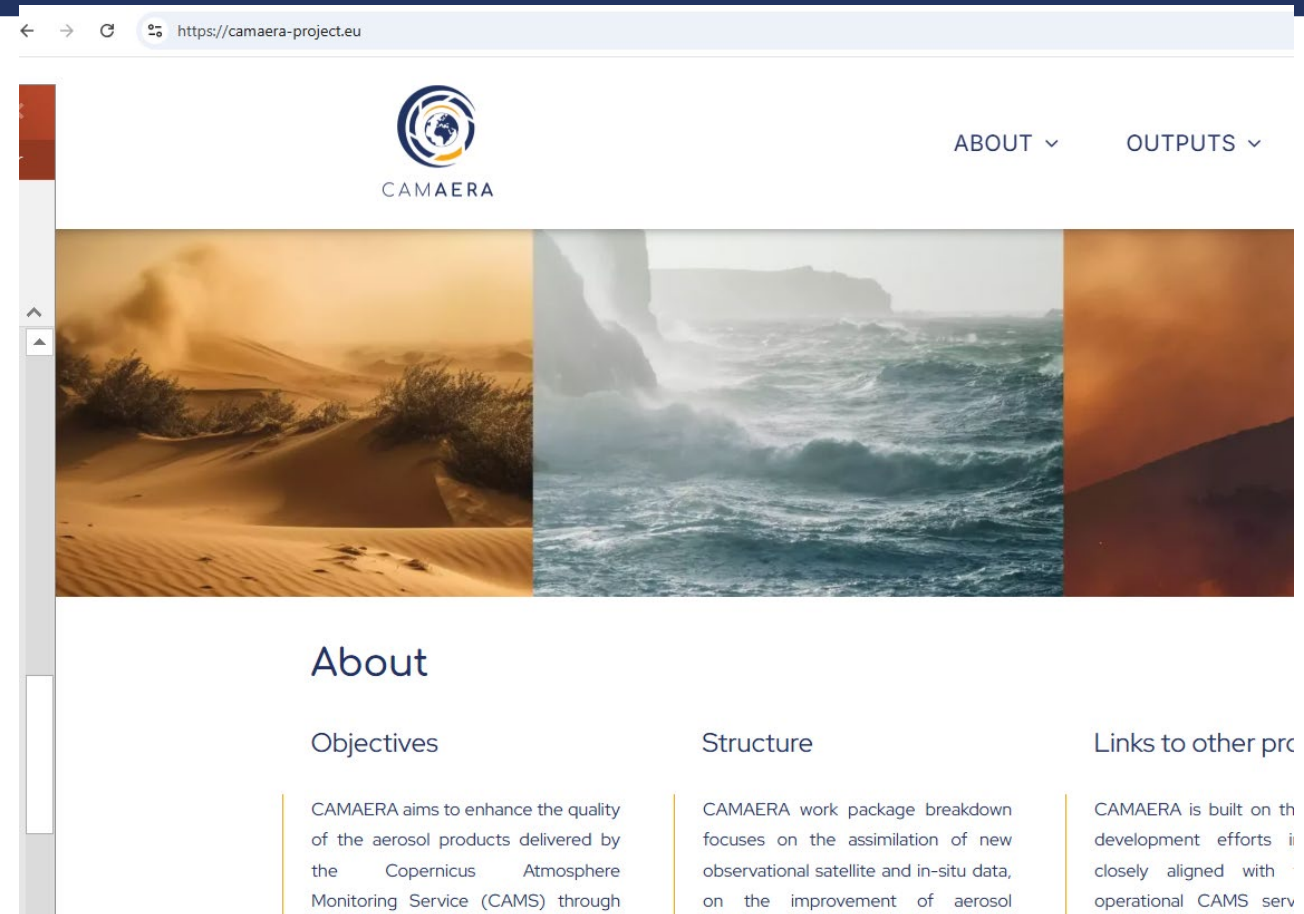 https://camaera-project.eu
CAMAERA
ABOUT
OUTPUTS
About
Objectives
CAMAERA aims to enhance the quality
of the aerosol products delivered by
the Copernicus Atmosphere
Monitoring Service (CAMS) through
Structure
CAMAERA work package breakdown
focuses on the assimilation of new
observational satellite and in-situ data,
on the improvement of aerosol
Links to other
CAMAERA is built on
development efforts
closely aligned with
operational CAMS